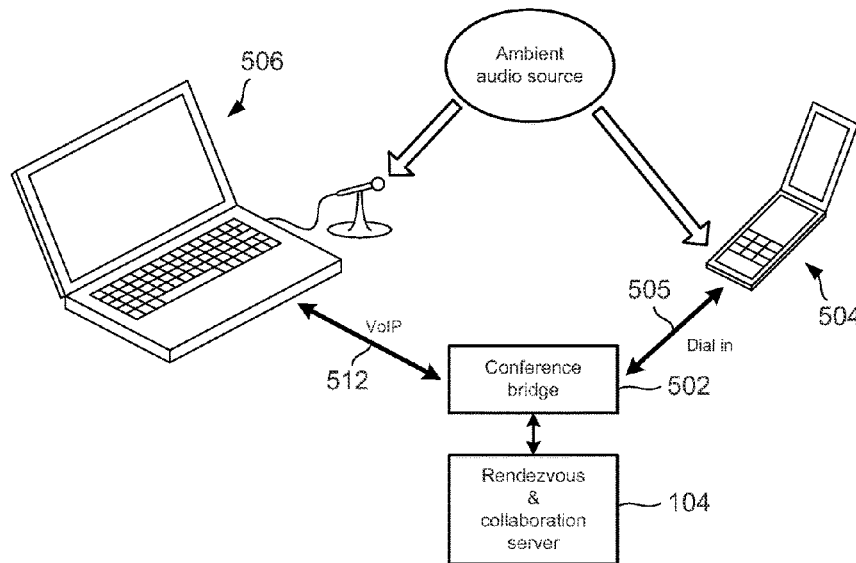 506
Ambient
audio source
504
505
VoIP
512
Dial in
Conference
bridge
502
Rendezvous
&
collaboration
server
104